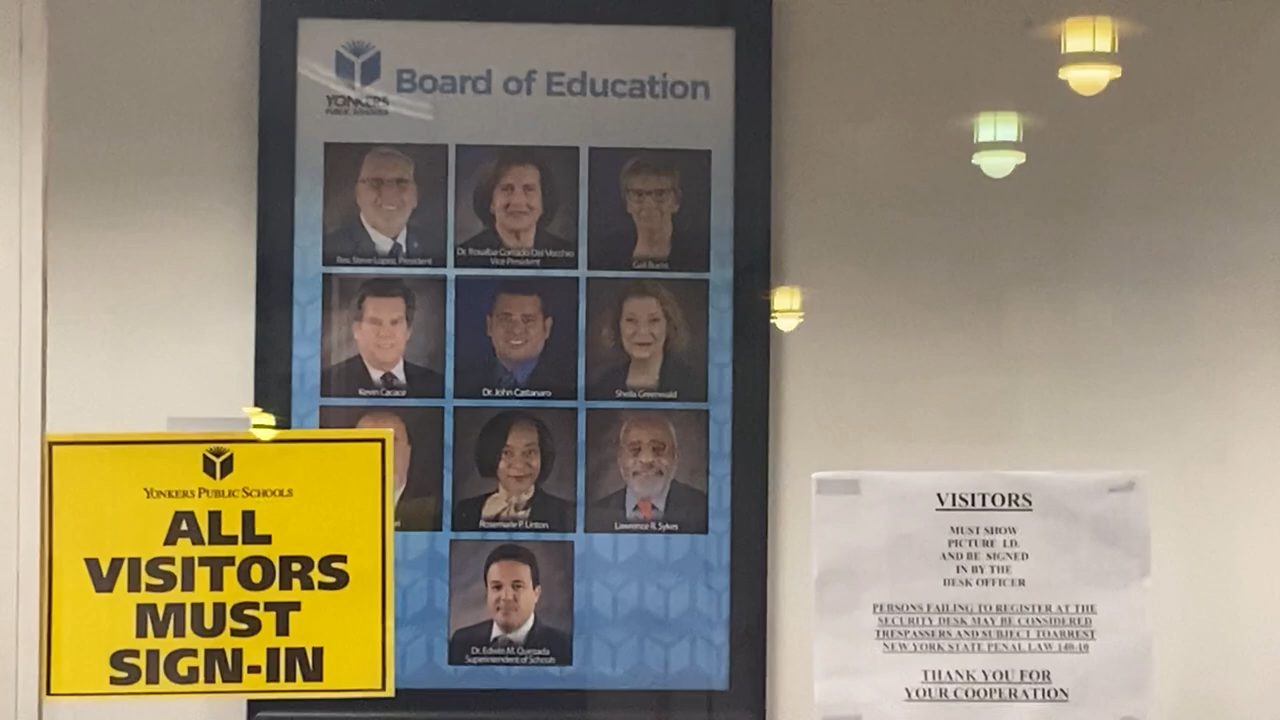 YONKERS
PUBLIC SCHOOLS
Board of Education
Rev. Steve Lopez, President
Dr. Rosalba Corrado Del Vecchio
Vice President
Gail Burns
Kevin Cacace
Dr. John Castanaro
Sheila Greenwald
Rosemarie P. Linton
Lawrence R. Sykes
Dr. Edwin M. Quezada
Superintendent of Schools
YONKERS PUBLIC SCHOOLS
ALL
VISITORS
MUST
SIGN-IN
VISITORS
MUST SHOW
PICTURE I.D.
AND BE SIGNED
IN BY THE
DESK OFFICER
PERSONS FAILING TO REGISTER AT THE
SECURITY DESK MAY BE CONSIDERED
TRESPASSERS AND SUBJECT TO ARREST
NEW YORK STATE PENAL LAW 140-10
THANK YOU FOR
YOUR COOPERATION